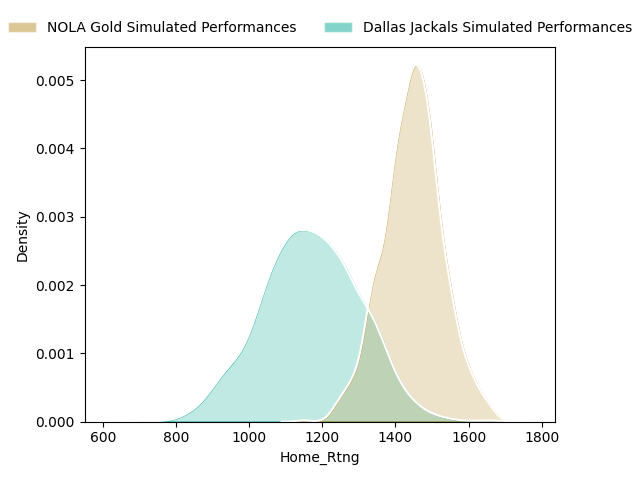 NOLA Gold Simulated Performances Dallas Jackals Simulated Performances
0.005
0.004
0.003
0.002
0.001
0.000
Density
600 800 1000 1200 1400 1600 1800
Home_Rtng